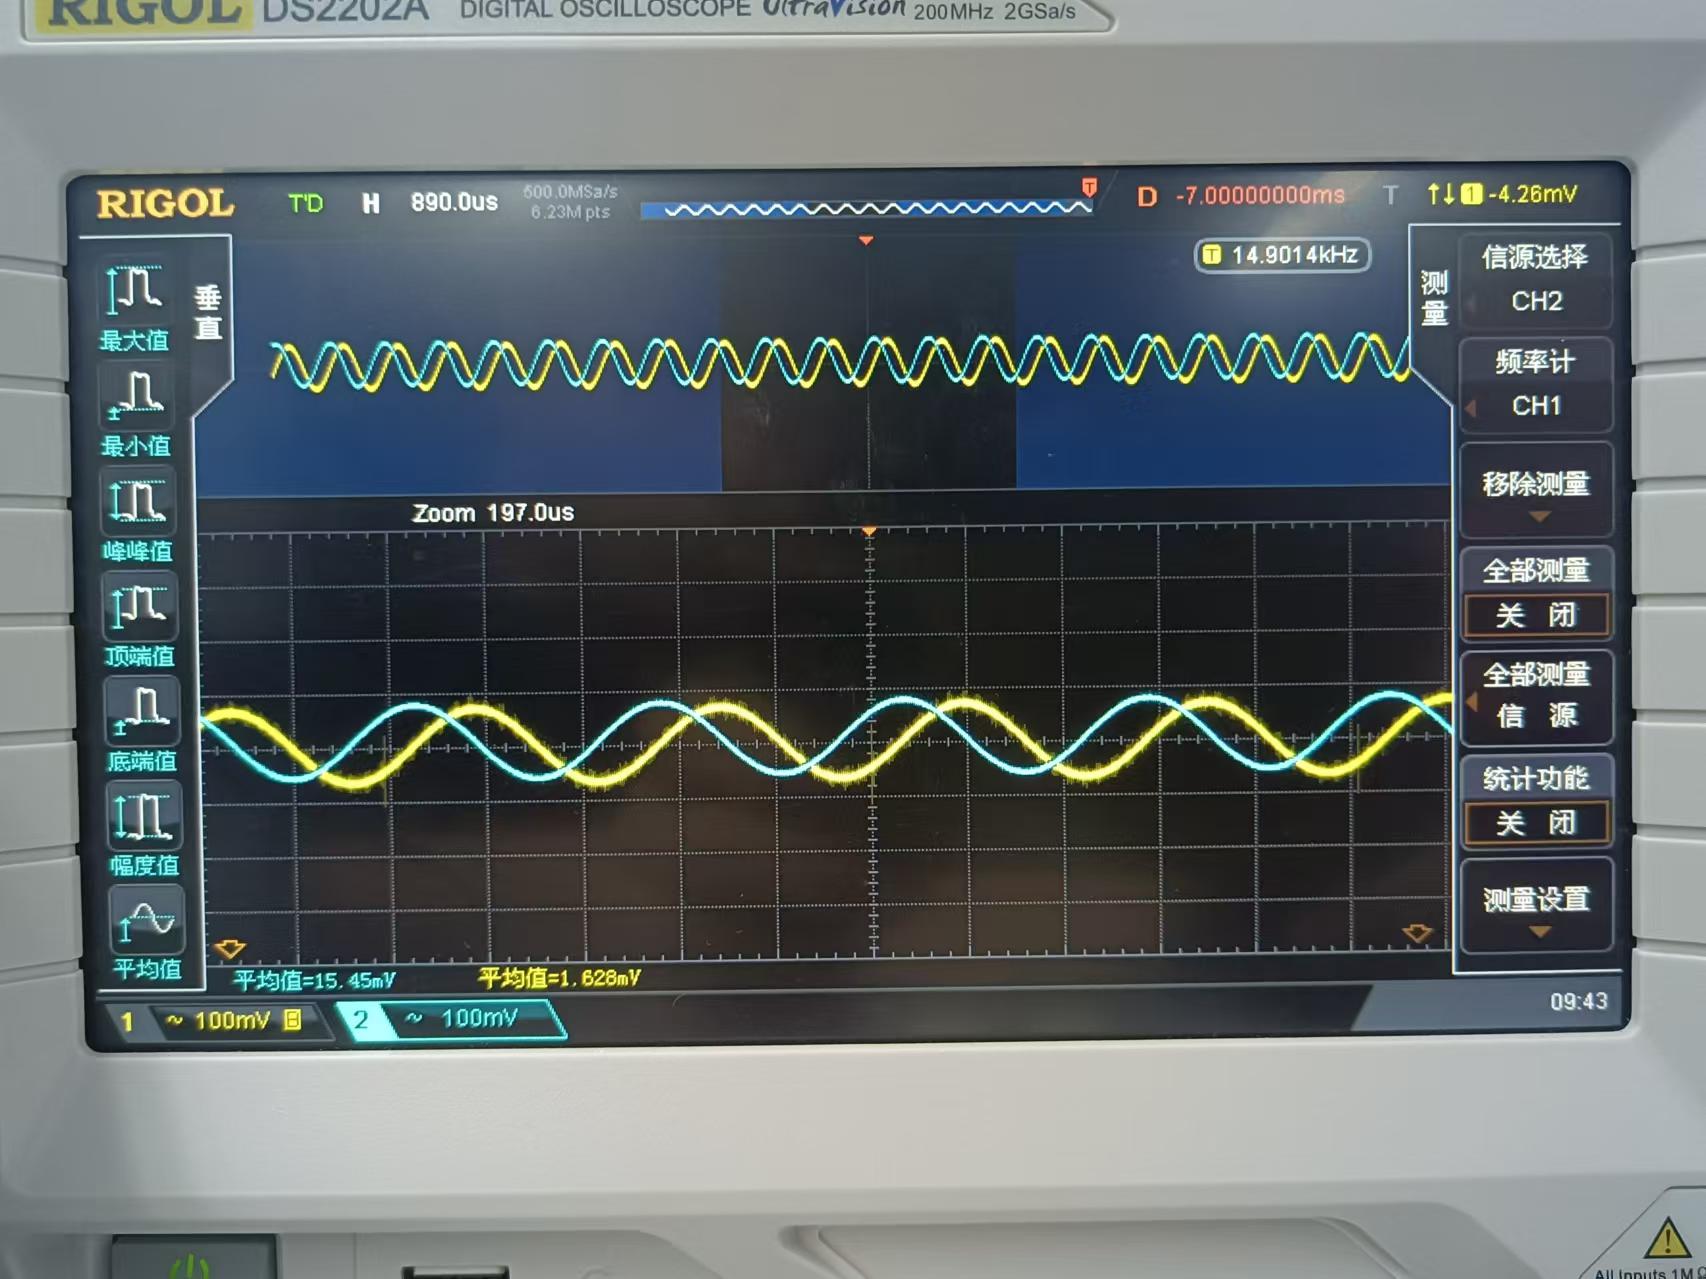 RIGOL DS2202A DIGITAL OSCILLOSCOPE UltraVision 200MHz 2GSa/s
RIGOL T'D H 890.0us 500.0MSa/s 6.23M pts T D -7.00000000ms T 1 -4.26mV
T 14.9014kHz
垂直
最大值
最小值
峰峰值
顶端值
底端值
幅度值
平均值
Zoom 197.0us
测量
信源选择
CH2
频率计
CH1
移除测量
全部测量
关闭
全部测量
信源
统计功能
关闭
测量设置
平均值=15.45mV 平均值=1.628mV
1 ~ 100mV B 2 ~ 100mV
09:43
All Inputs 1M